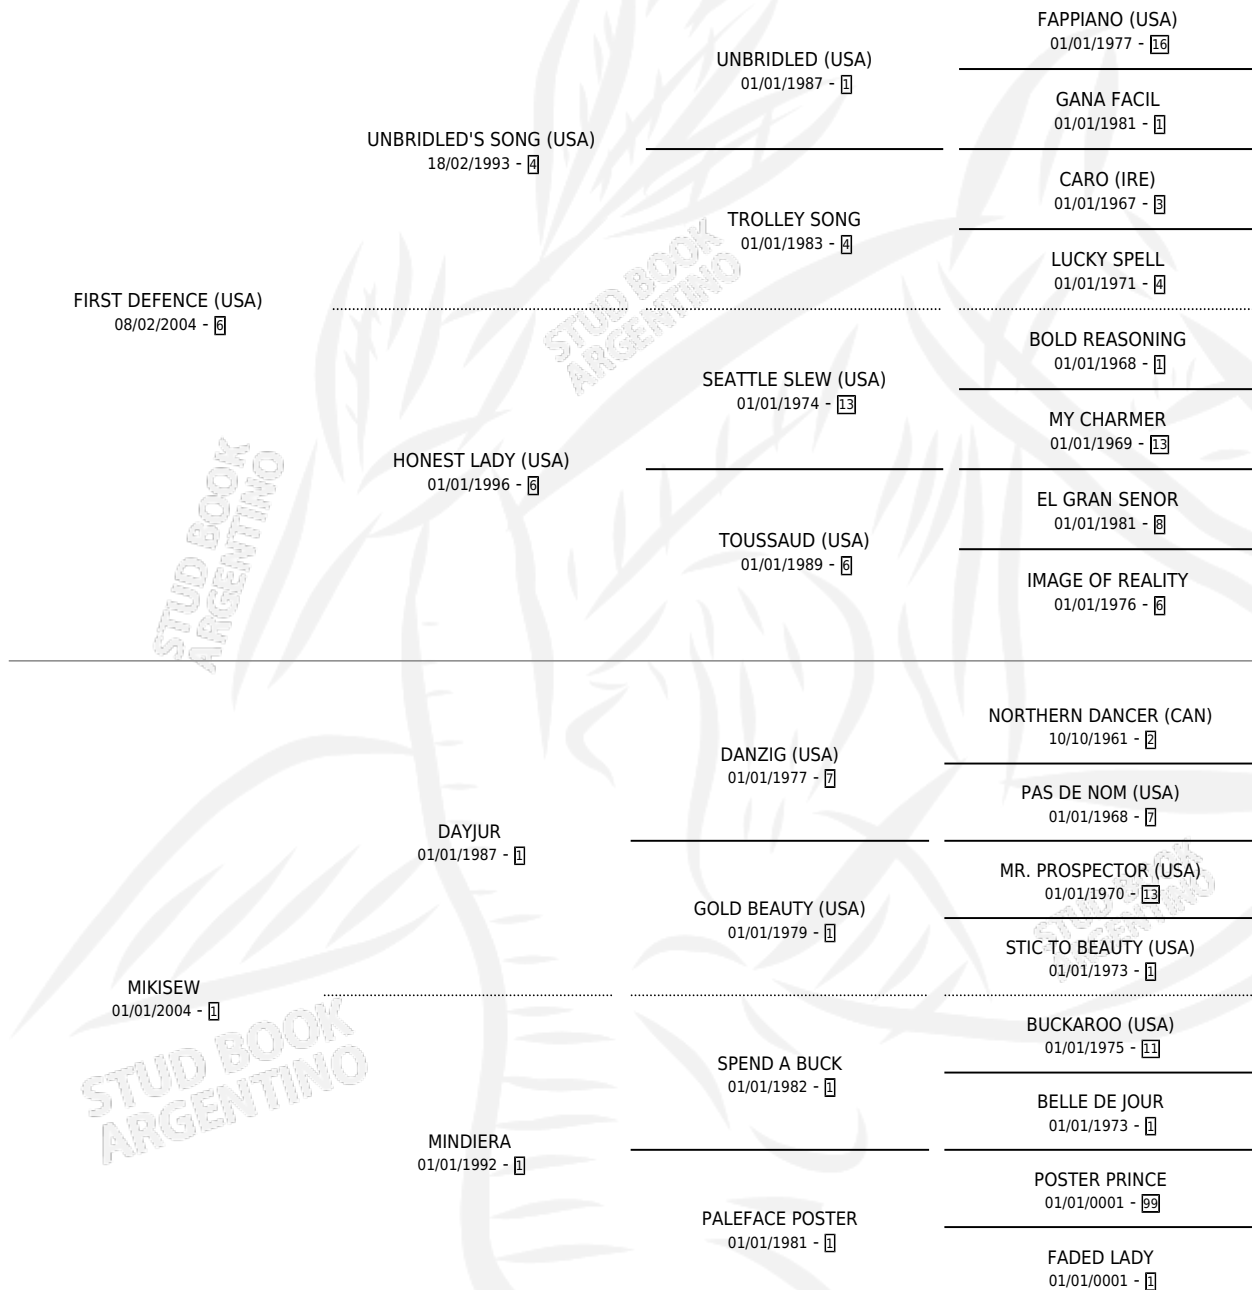 FAPPIANO (USA)
01/01/1977 - 16
UNBRIDLED (USA)
01/01/1987 - 1
GANA FACIL
01/01/1981 - 1
UNBRIDLED'S SONG (USA)
18/02/1993 - 4
CARO (IRE)
01/01/1967 - 3
TROLLEY SONG
01/01/1983 - 4
LUCKY SPELL
01/01/1971 - 4
FIRST DEFENCE (USA)
08/02/2004 - 6
STUD BOOK
ARGENTINO
BOLD REASONING
01/01/1968 - 1
SEATTLE SLEW (USA)
01/01/1974 - 13
MY CHARMER
01/01/1969 - 13
HONEST LADY (USA)
01/01/1996 - 6
EL GRAN SENOR
01/01/1981 - 8
TOUSSAUD (USA)
01/01/1989 - 6
IMAGE OF REALITY
01/01/1976 - 6
STUD BOOK
ARGENTINO
NORTHERN DANCER (CAN)
10/10/1961 - 2
DANZIG (USA)
01/01/1977 - 7
PAS DE NOM (USA)
01/01/1968 - 7
DAYJUR
01/01/1987 - 1
MR. PROSPECTOR (USA)
01/01/1970 - 13
GOLD BEAUTY (USA)
01/01/1979 - 1
STIC TO BEAUTY (USA)
01/01/1973 - 1
STUD BOOK
ARGENTINO
MIKISEW
01/01/2004 - 1
BUCKAROO (USA)
01/01/1975 - 11
SPEND A BUCK
01/01/1982 - 1
BELLE DE JOUR
01/01/1973 - 1
STUD BOOK
ARGENTINO
MINDIERA
01/01/1992 - 1
POSTER PRINCE
01/01/0001 - 99
PALEFACE POSTER
01/01/1981 - 1
FADED LADY
01/01/0001 - 1